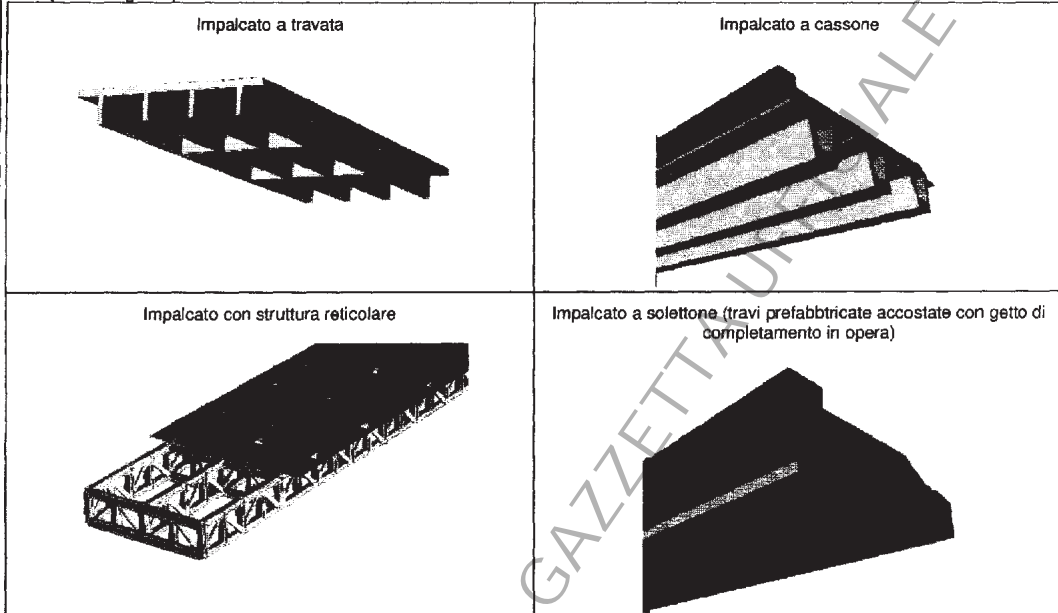 Impalcato a travata
Impalcato a cassone
Impalcato con struttura reticolare
Impalcato a solettone (travi prefabbtricate accostate con getto di
completamento in opera)
GAZZETTA UFFICIALE